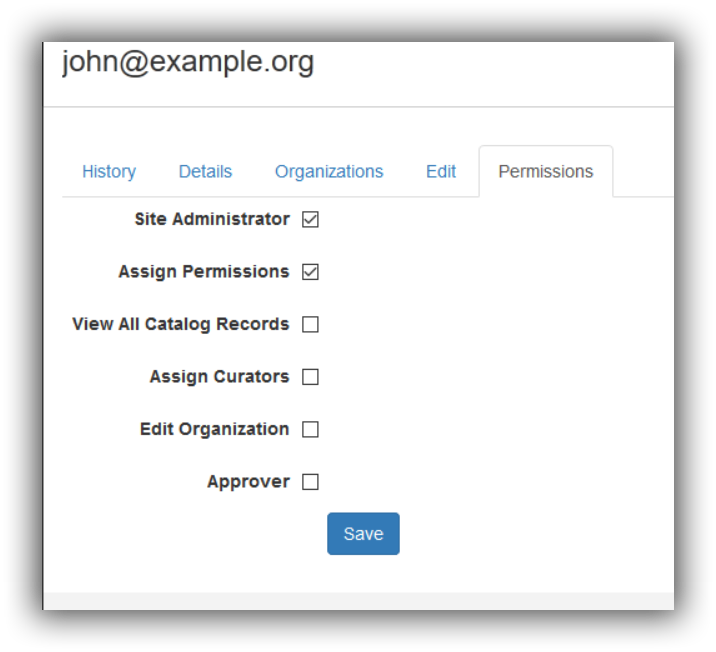 john@example.org
History Details Organizations Edit Permissions
Site Administrator
Assign Permissions
View All Catalog Records
Assign Curators
Edit Organization
Approver
Save